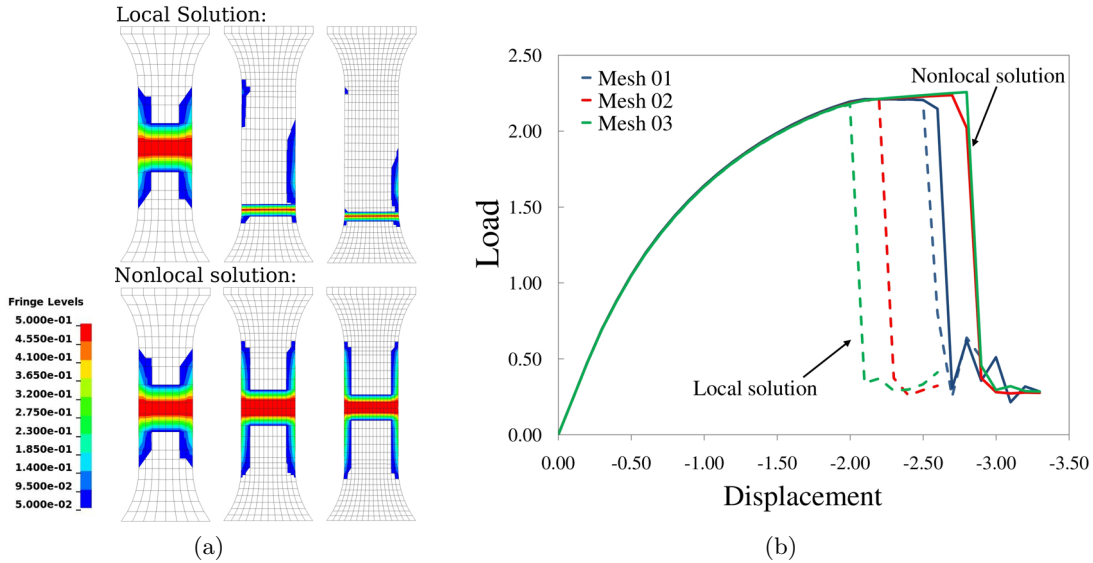 Local Solution:
Nonlocal solution:
Fringe Levels
5.000e-01
4.550e-01
4.100e-01
3.650e-01
3.200e-01
2.750e-01
2.300e-01
1.850e-01
1.400e-01
9.500e-02
5.000e-02
(a)
2.50
2.00
1.50
1.00
0.50
0.00
Load
Mesh 01
Mesh 02
Mesh 03
Nonlocal solution
Local solution
0.00 -0.50 -1.00 -1.50 -2.00 -2.50 -3.00 -3.50
Displacement
(b)